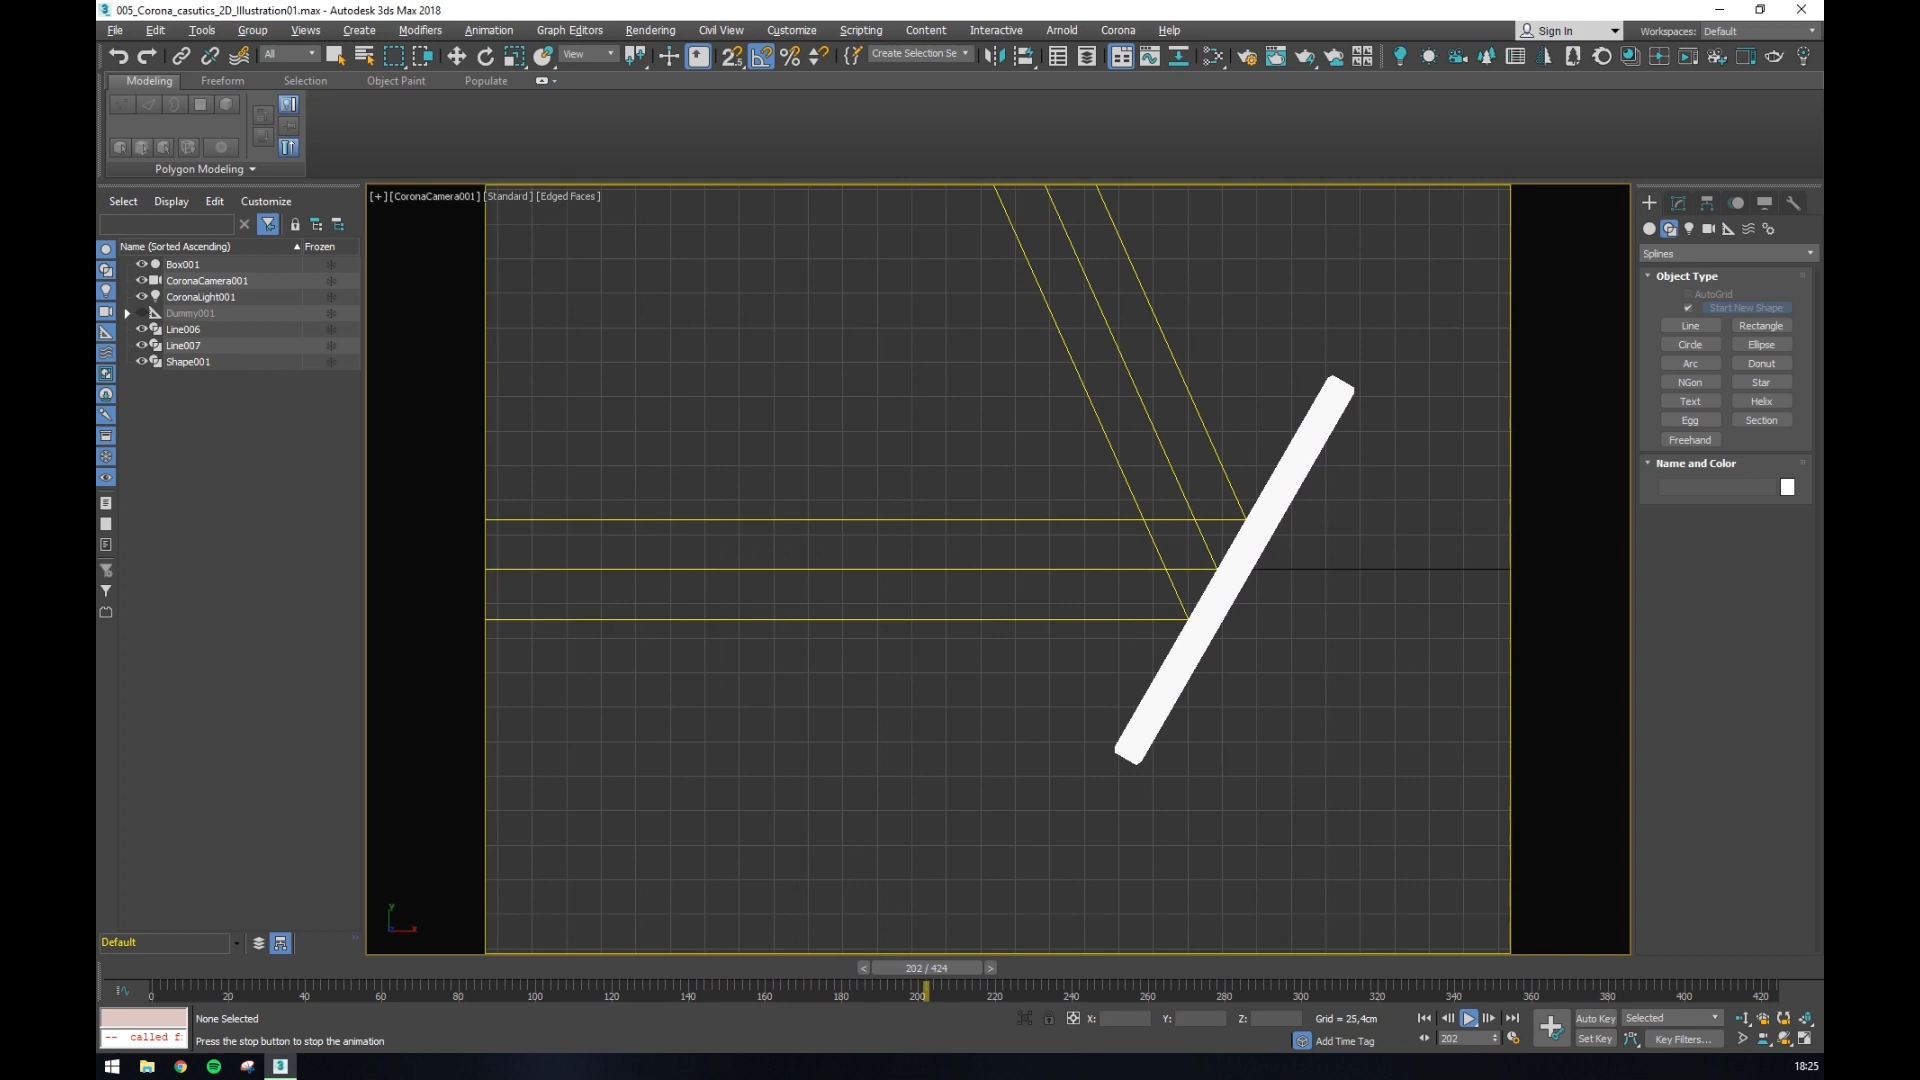 005_Corona_casutics_2D_Illustration01.max - Autodesk 3ds Max 2018
File Edit Tools Group Views Create Modifiers Animation Graph Editors Rendering Civil View Customize Scripting Content Interactive Arnold Corona Help
Sign In Workspaces: Default
All View Create Selection Se
Modeling Freeform Selection Object Paint Populate
Polygon Modeling
Select Display Edit Customize
[+] [CoronaCamera001] [Standard] [Edged Faces]
Name (Sorted Ascending) Frozen
Box001
CoronaCamera001
CoronaLight001
Dummy001
Line006
Line007
Shape001
Splines
Object Type
AutoGrid
Start New Shape
Line Rectangle
Circle Ellipse
Arc Donut
NGon Star
Text Helix
Egg Section
Freehand
Name and Color
y
x
Default
< 202 / 424 >
0 20 40 60 80 100 120 140 160 180 200 220 240 260 280 300 320 340 360 380 400 420
None Selected X: Y: Z: Grid = 25,4cm Auto Key Selected
-- called f: Press the stop button to stop the animation Add Time Tag 202 Set Key Key Filters...
18:25